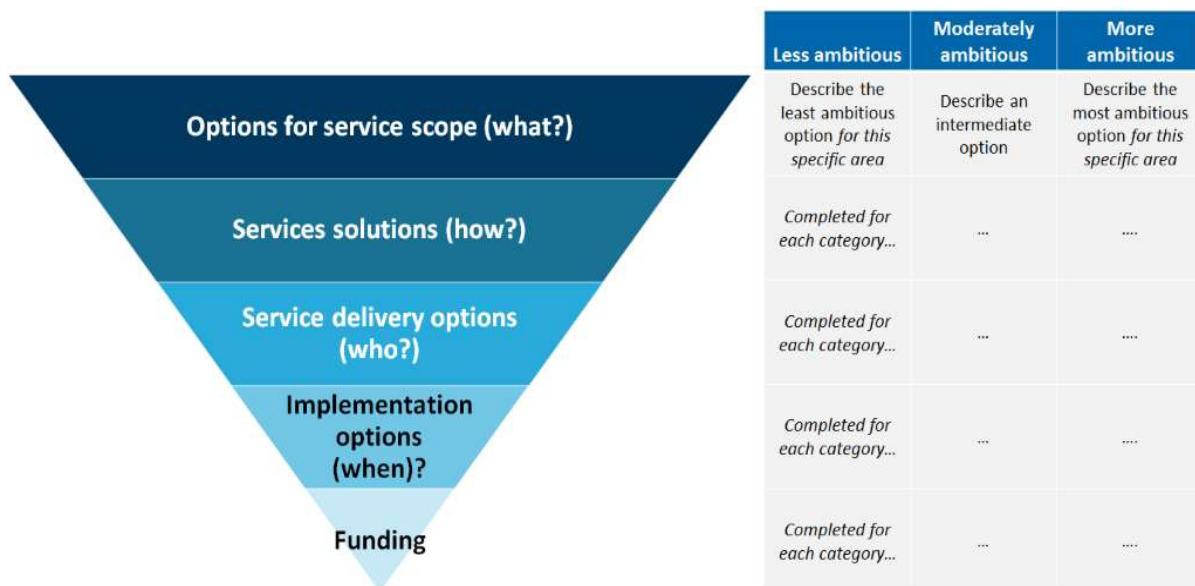 Less ambitious
Moderately
ambitious
More
ambitious
Options for service scope (what?)
Describe the
least ambitious
option for this
specific area
Describe an
intermediate
option
Describe the
most ambitious
option for this
specific area
Services solutions (how?)
Completed for
each category...
...
....
Service delivery options
(who?)
Completed for
each category...
...
....
Implementation
options
(when)?
Completed for
each category...
...
....
Funding
Completed for
each category...
...
....